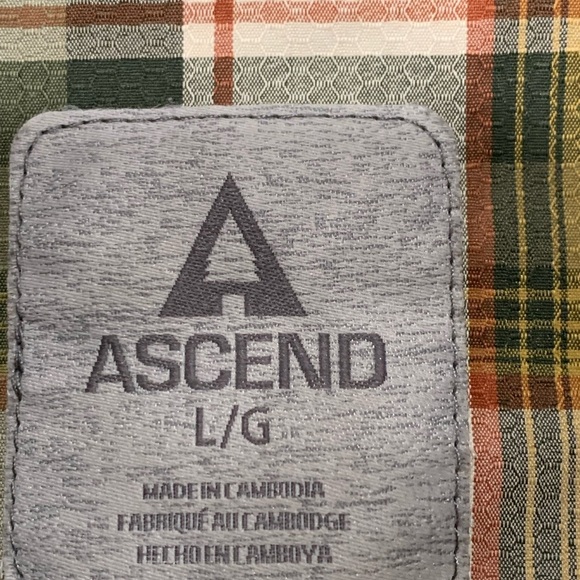 ASCEND
L/G
MADE IN CAMBODIA
FABRIQUÉ AU CAMBODGE
HECHO EN CAMBOYA